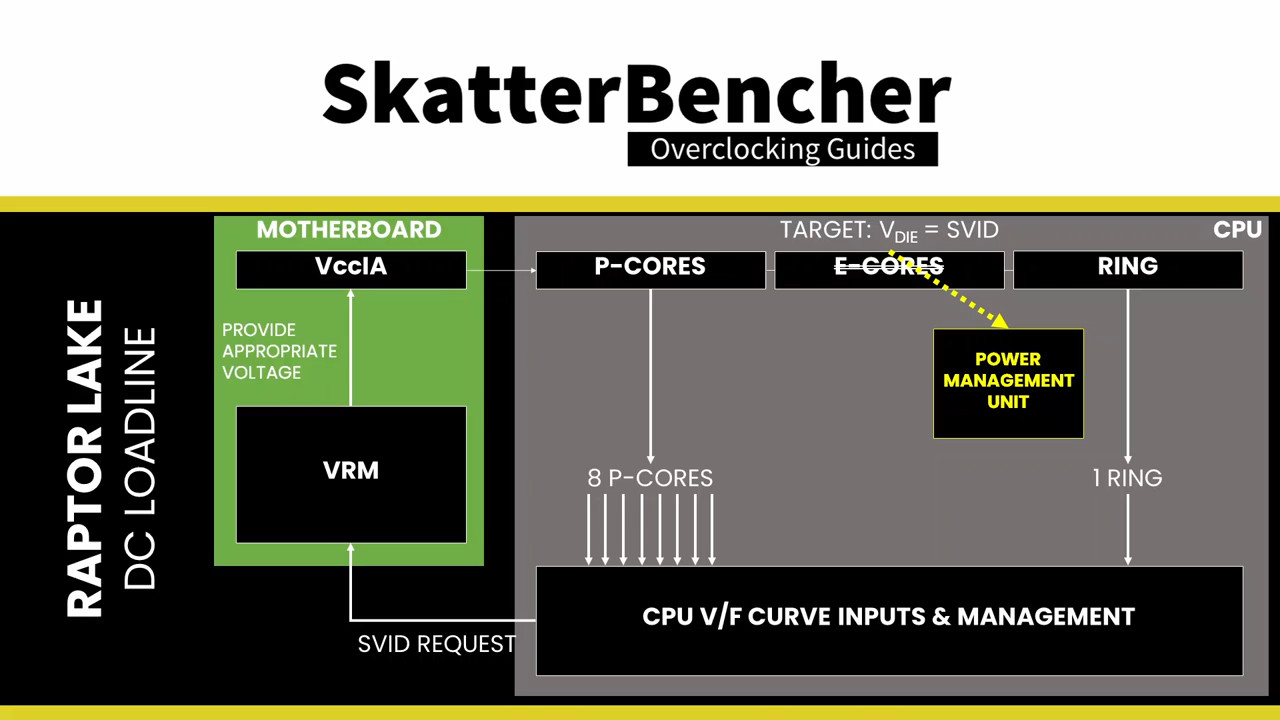 SkatterBencher
Overclocking Guides
RAPTOR LAKE
DC LOADLINE
MOTHERBOARD
VccIA
PROVIDE
APPROPRIATE
VOLTAGE
VRM
SVID REQUEST
TARGET: VDIE = SVID
CPU
P-CORES
E-CORES
RING
POWER
MANAGEMENT
UNIT
8 P-CORES
1 RING
CPU V/F CURVE INPUTS & MANAGEMENT